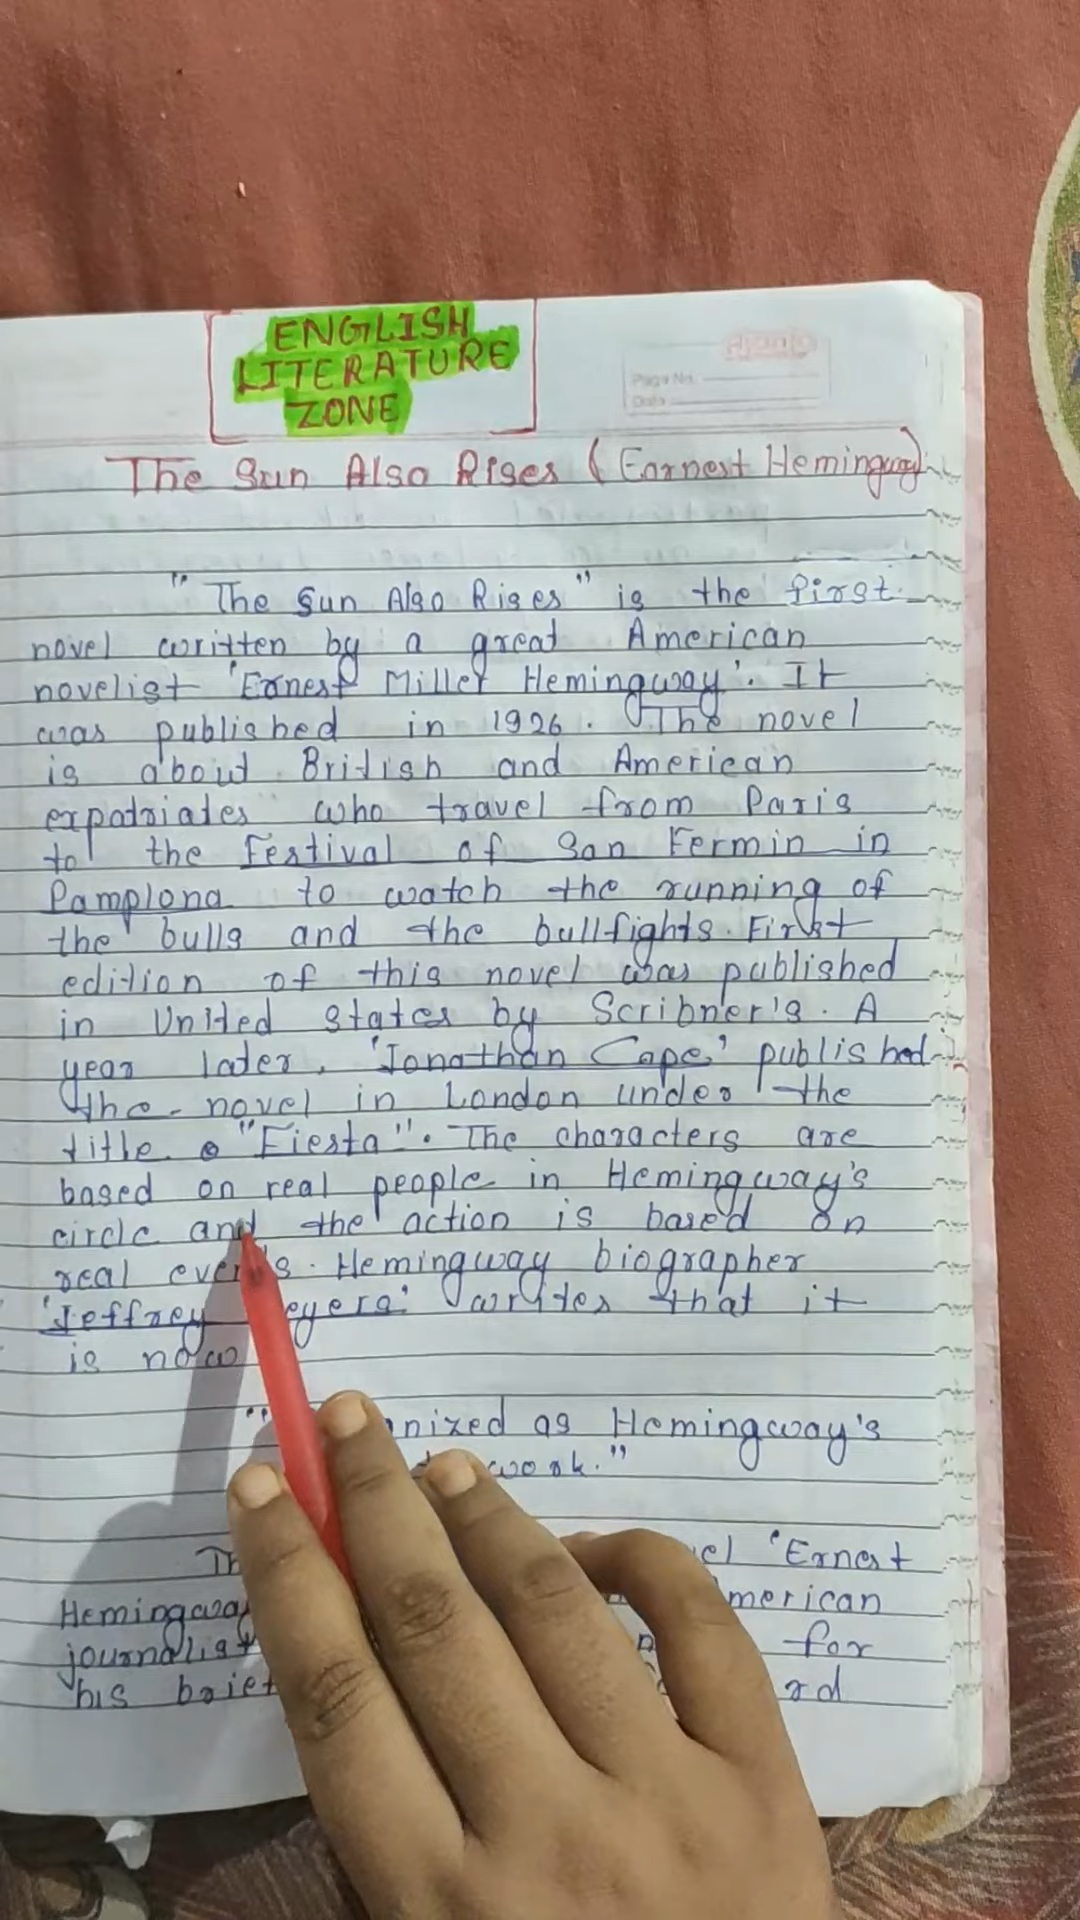 ENGLISH
LITERATURE
ZONE
Page No.
Date
The Sun Also Rises (Earnest Hemingway)
"The Sun Also Rises" is the first
novel written by a great American
novelist 'Ernest Miller Hemingway'. It
was published in 1926. The novel
is about British and American
expatriates who travel from Paris
to the Festival of San Fermin in
Pamplona to watch the running of
the bulls and the bullfights. First
edition of this novel was published
in United States by Scribner's. A
year later, 'Jonathan Cape' published
the novel in London under the
title "Fiesta". The characters are
based on real people in Hemingway's
circle and the action is based on
real events. Hemingway biographer
'Jeffrey writes that it
is now
as Hemingway's
work."
'Ernest
Hemingway American
journalist for
his brief